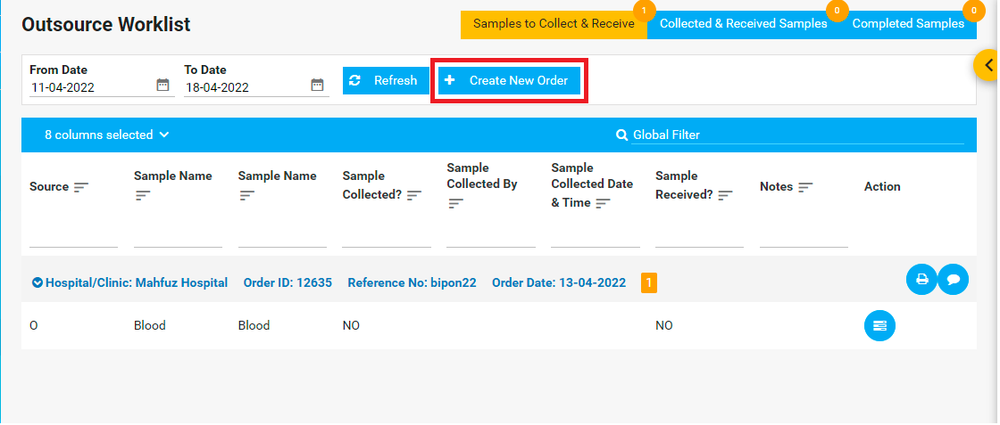 Outsource Worklist
Samples to Collect & Receive 1
Collected & Received Samples 0
Completed Samples 0
From Date
11-04-2022
To Date
18-04-2022
Refresh
Create New Order
8 columns selected
Global Filter
Source
Sample Name
Sample Name
Sample
Collected?
Sample
Collected By
Sample
Collected Date
& Time
Sample
Received?
Notes
Action
Hospital/Clinic: Mahfuz Hospital Order ID: 12635 Reference No: bipon22 Order Date: 13-04-2022 1
O Blood Blood NO NO